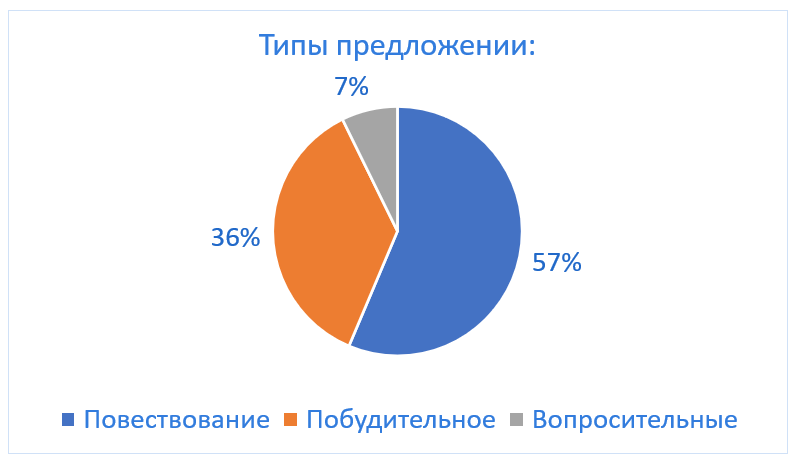 Типы предложении:
7%
36%
57%
Повествование Побудительное Вопросительные